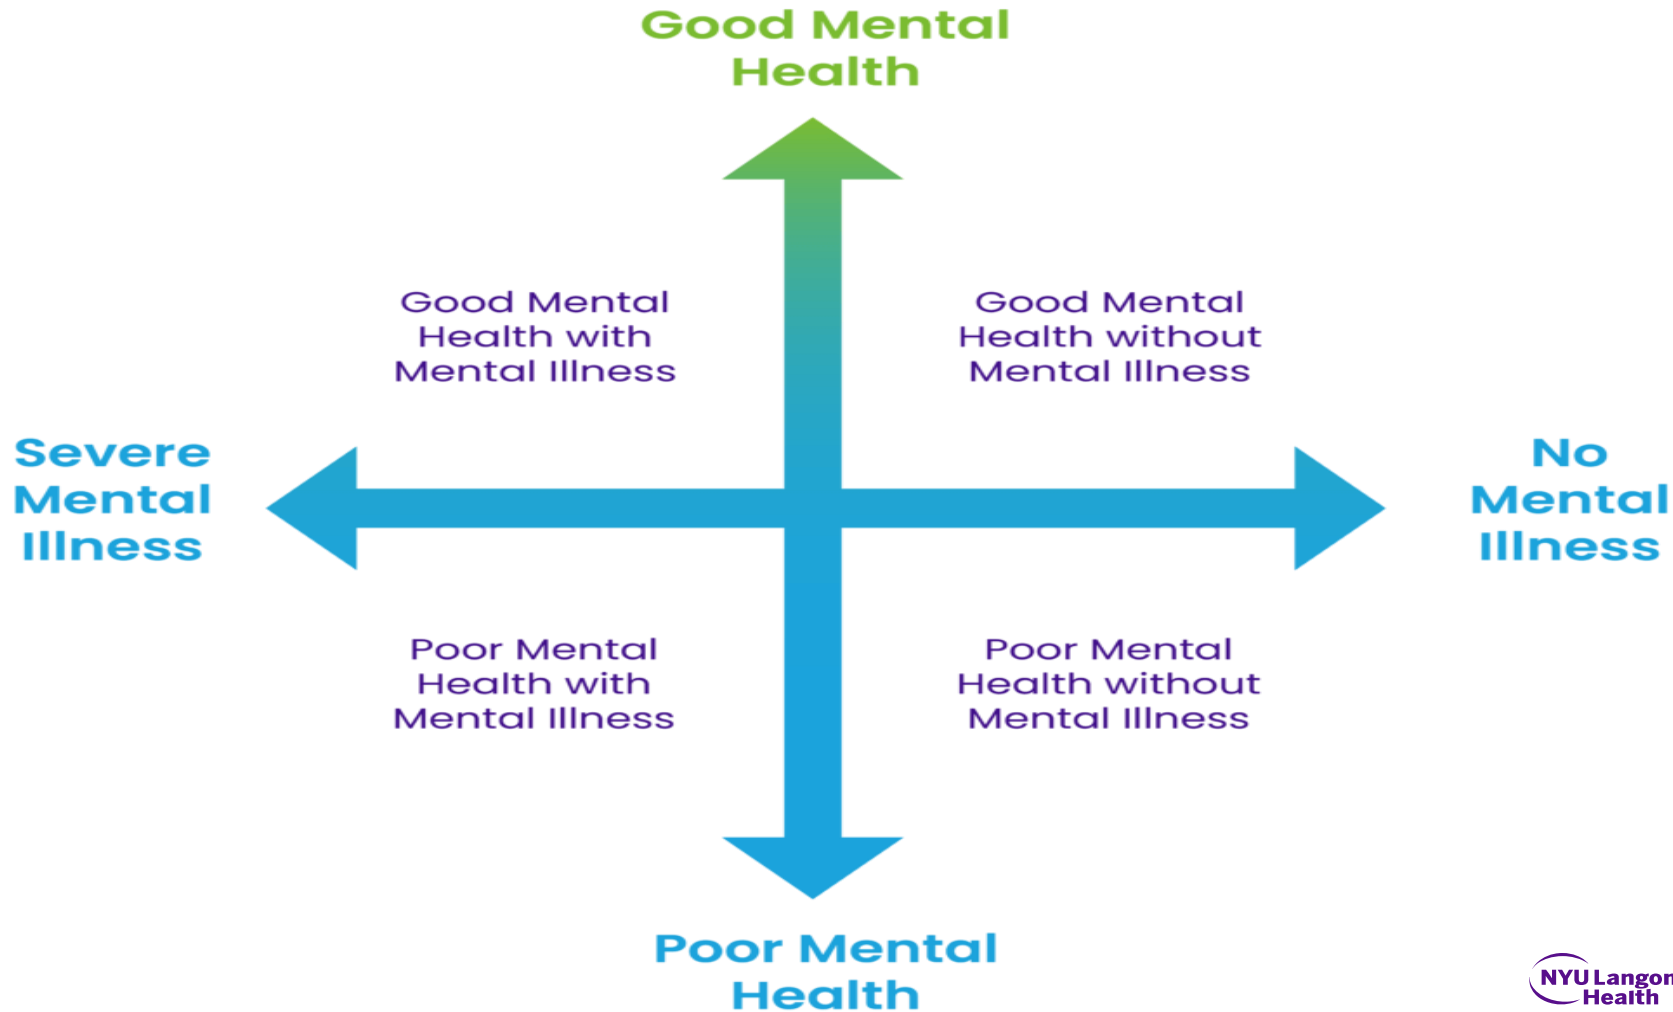 Good Mental
Health
Good Mental
Health with
Mental Illness
Good Mental
Health without
Mental Illness
Severe
Mental
Illness
No
Mental
Illness
Poor Mental
Health with
Mental Illness
Poor Mental
Health without
Mental Illness
Poor Mental
Health
NYU Langon
Health